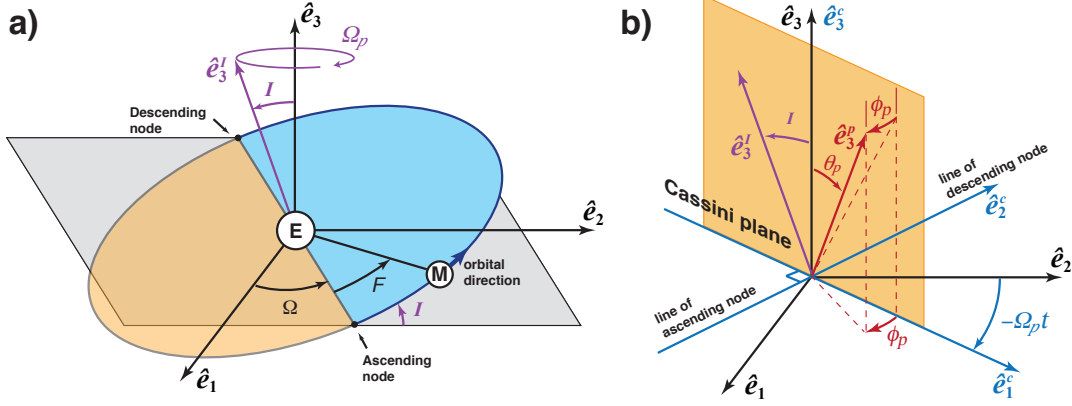 a)
ê₃
Ωₚ
ê₃ᴵ
I
Descending
node
E
ê₂
M
orbital
direction
F
Ω
I
Ascending
node
ê₁
b)
ê₃ ê₃ᶜ
ϕₚ
I
ê₃ᴵ
ê₃ᵖ
θₚ
line of
descending node
ê₂ᶜ
Cassini plane
ê₂
line of
ascending node
−Ωₚt
ϕₚ
ê₁
ê₁ᶜ